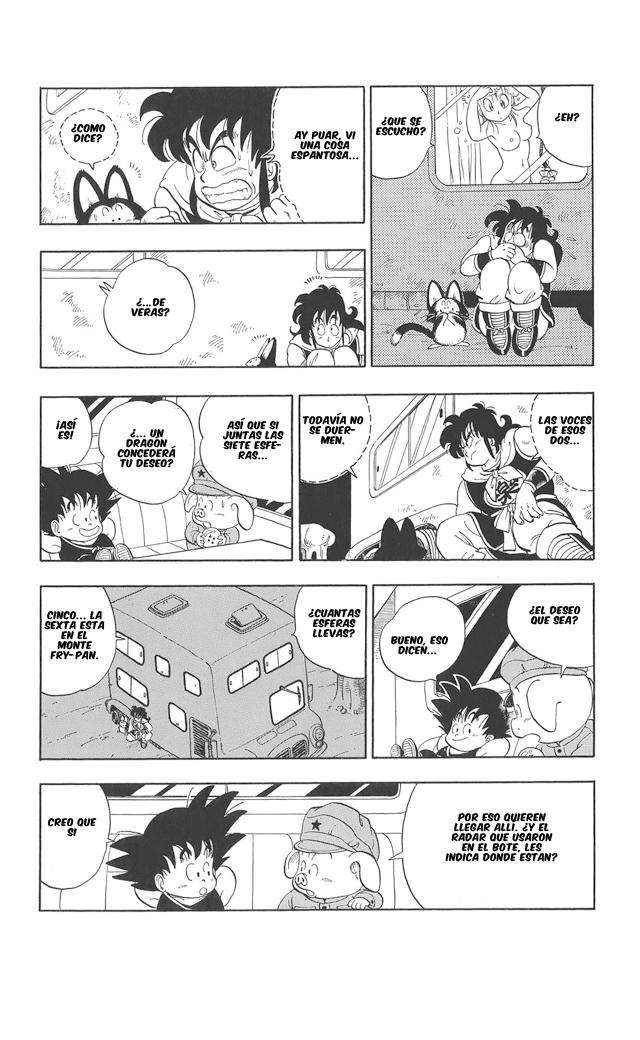 ¿EH?
¿QUE SE
ESCUCHÓ?
AY PUAR, VI
UNA COSA
ESPANTOSA...
¿COMO
DICE?
¿...DE
VERAS?
LAS VOCES
DE ESOS
DOS...
TODAVÍA NO
SE DUER-
MEN.
樂
ASÍ QUE SI
JUNTAS LAS
SIETE ESFE-
RAS...
¿... UN
DRAGON
CONCEDERÁ
TU DESEO?
¡ASÍ
ES!
¿EL DESEO
QUE SEA?
BUENO, ESO
DICEN...
¿CUANTAS
ESFERAS
LLEVAS?
CINCO... LA
SEXTA ESTA
EN EL
MONTE
FRY-PAN.
POR ESO QUIEREN
LLEGAR ALLI. ¿Y EL
RADAR QUE USARON
EN EL BOTE, LES
INDICA DONDE ESTAN?
CREO QUE
SI